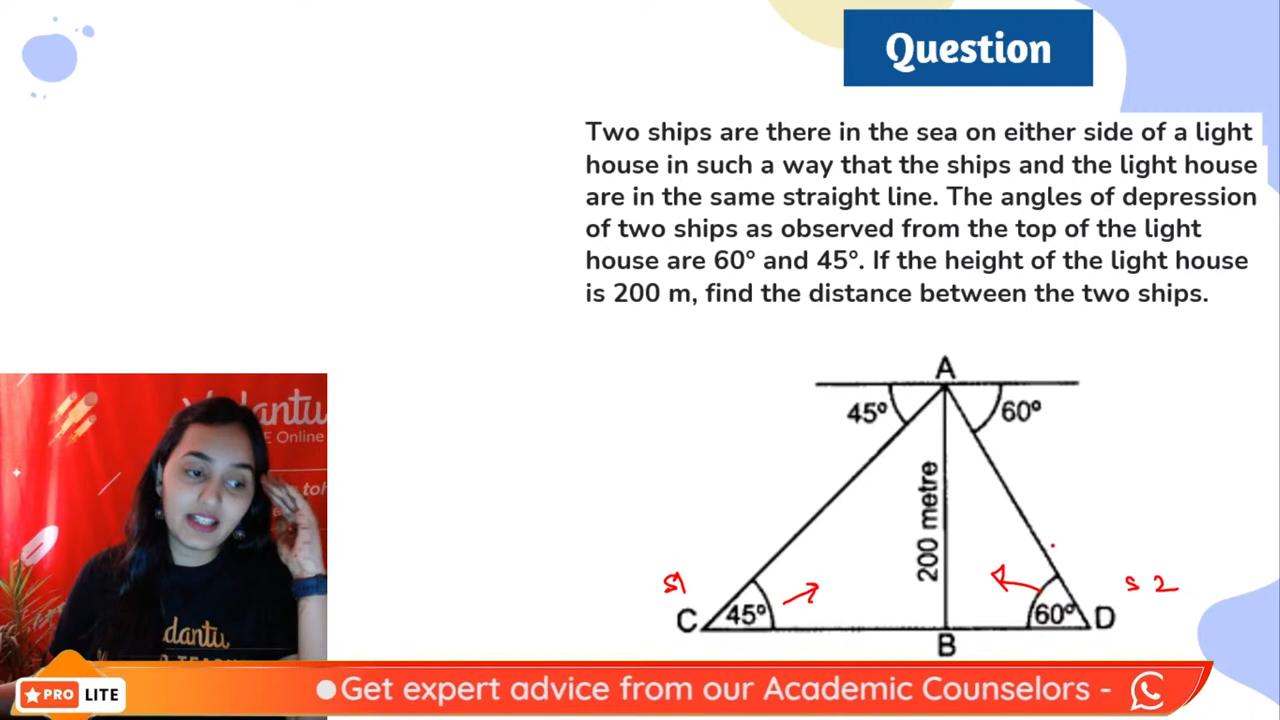 Question
Two ships are there in the sea on either side of a light
house in such a way that the ships and the light house
are in the same straight line. The angles of depression
of two ships as observed from the top of the light
house are 60° and 45°. If the height of the light house
is 200 m, find the distance between the two ships.
A
45°
60°
200 metre
S1
S2
C
45°
60°
D
B
Vedantu
E Online
toh
dantu
PRO LITE
Get expert advice from our Academic Counselors -